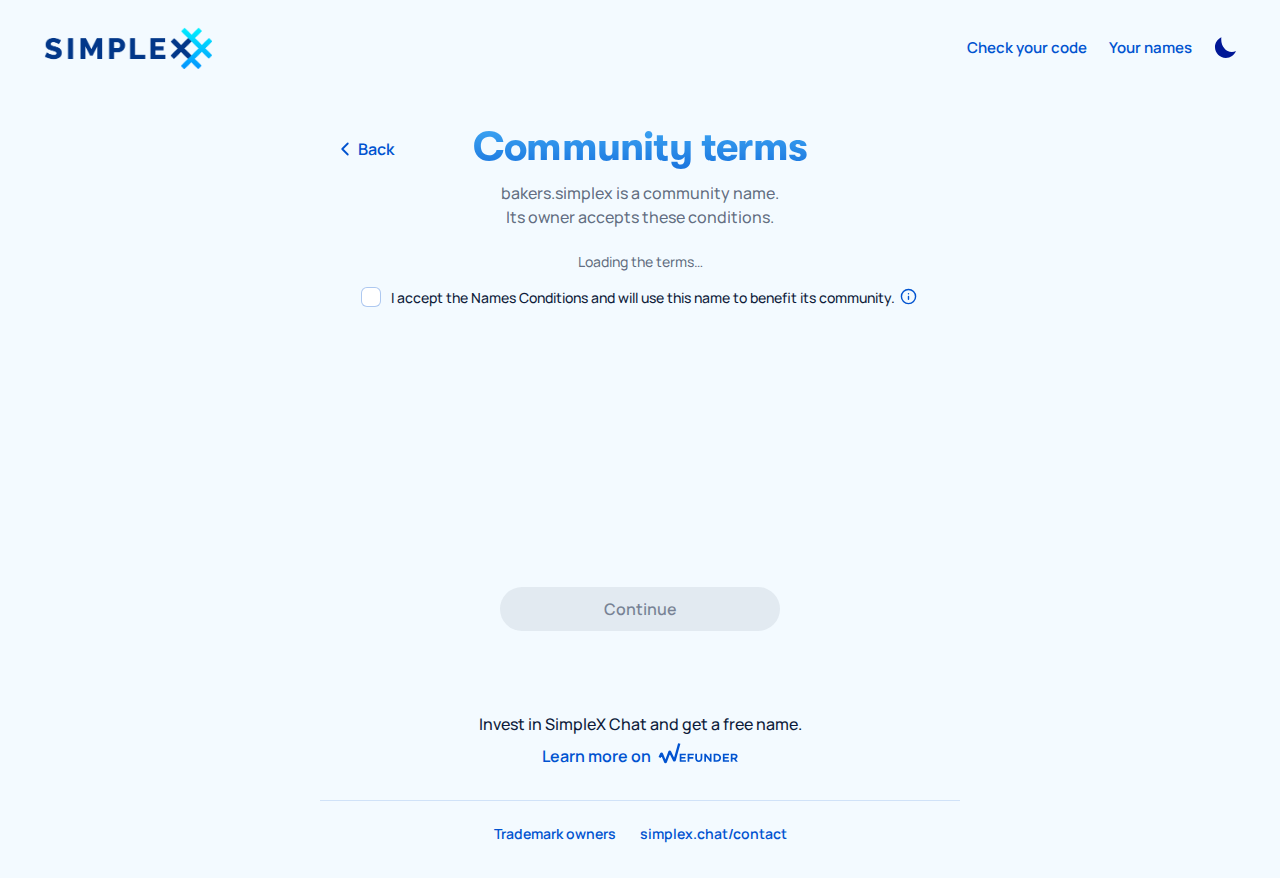 SIMPLEX
Check your code
Your names
Back
Community terms
bakers.simplex is a community name.
Its owner accepts these conditions.
Loading the terms…
I accept the Names Conditions and will use this name to benefit its community.
Continue
Invest in SimpleX Chat and get a free name.
Learn more on WEFUNDER
Trademark owners
simplex.chat/contact